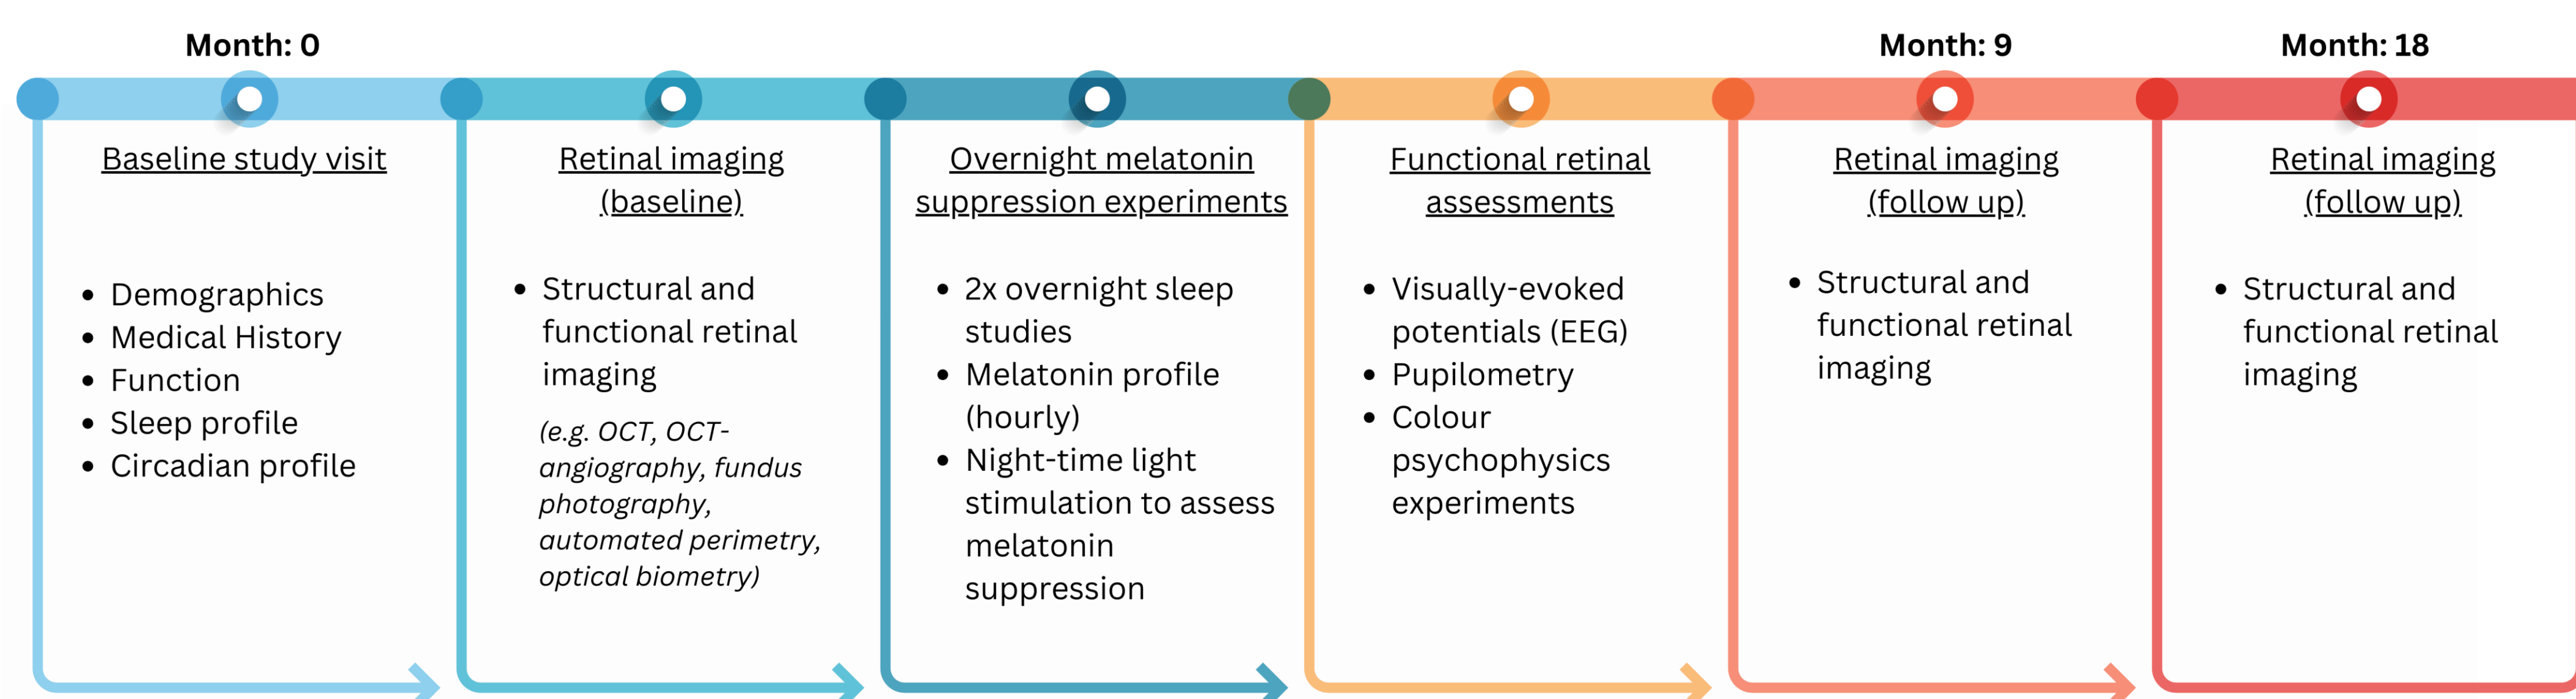 Month: 0
Month: 9
Month: 18
Baseline study visit
• Demographics
• Medical History
• Function
• Sleep profile
• Circadian profile
Retinal imaging
(baseline)
• Structural and
functional retinal
imaging
(e.g. OCT, OCT-
angiography, fundus
photography,
automated perimetry,
optical biometry)
Overnight melatonin
suppression experiments
• 2x overnight sleep
studies
• Melatonin profile
(hourly)
• Night-time light
stimulation to assess
melatonin
suppression
Functional retinal
assessments
• Visually-evoked
potentials (EEG)
• Pupilometry
• Colour
psychophysics
experiments
Retinal imaging
(follow up)
• Structural and
functional retinal
imaging
Retinal imaging
(follow up)
• Structural and
functional retinal
imaging